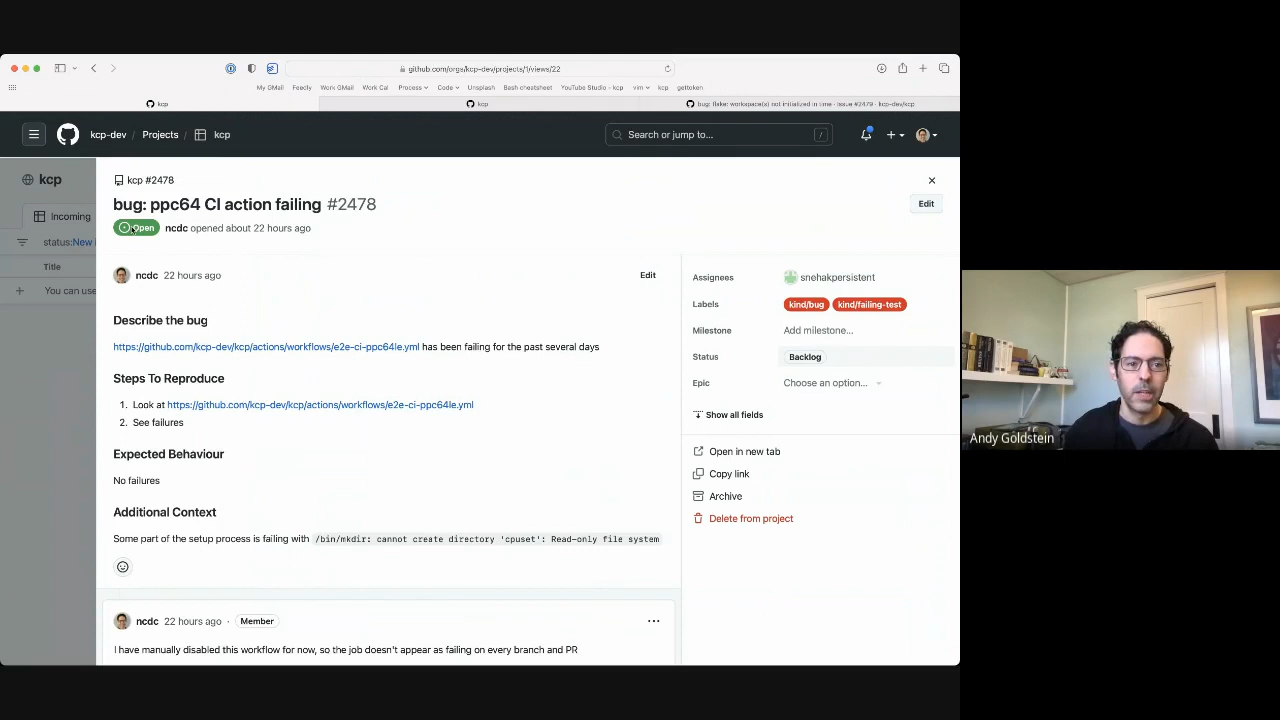 github.com/orgs/kcp-dev/projects/1/views/22
My GMail Feedly Work GMail Work Cal Process Code Unsplash Bash cheatsheet YouTube Studio - kcp vim kcp gettoken
kcp
kcp
bug: flake: workspace(s) not initialized in time · Issue #2479 · kcp-dev/kcp
kcp-dev / Projects / kcp
Search or jump to... /
kcp
Incoming
status:New i
Title
You can use
kcp #2478
bug: ppc64 CI action failing #2478
Edit
Open ncdc opened about 22 hours ago
ncdc 22 hours ago Edit
Describe the bug
https://github.com/kcp-dev/kcp/actions/workflows/e2e-ci-ppc64le.yml has been failing for the past several days
Steps To Reproduce
1. Look at https://github.com/kcp-dev/kcp/actions/workflows/e2e-ci-ppc64le.yml
2. See failures
Expected Behaviour
No failures
Additional Context
Some part of the setup process is failing with /bin/mkdir: cannot create directory 'cpuset': Read-only file system
ncdc 22 hours ago · Member
I have manually disabled this workflow for now, so the job doesn't appear as failing on every branch and PR
Assignees snehakpersistent
Labels kind/bug kind/failing-test
Milestone Add milestone...
Status Backlog
Epic Choose an option...
Show all fields
Open in new tab
Copy link
Archive
Delete from project
Andy Goldstein